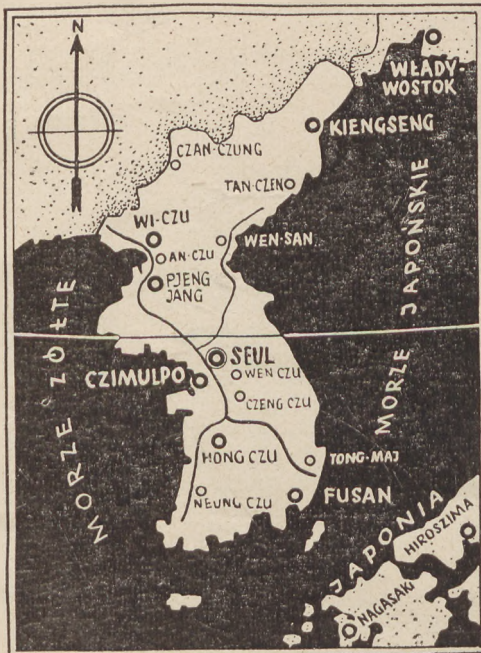 N
WŁADY-
WOSTOK
KIENGSENG
CZAN-CZUNG
TAN-CZEN
WI-CZU
WEN-SAN
AN-CZU
PJENG
JANG
MORZE JAPOŃSKIE
MORZE ŻÓŁTE
SEUL
WEN CZU
CZIMULPO
CZENG CZU
HONG CZU
TONG-MAJ
NEUNG CZU
FUSAN
JAPONIA
HIROSZIMA
NAGASAKI